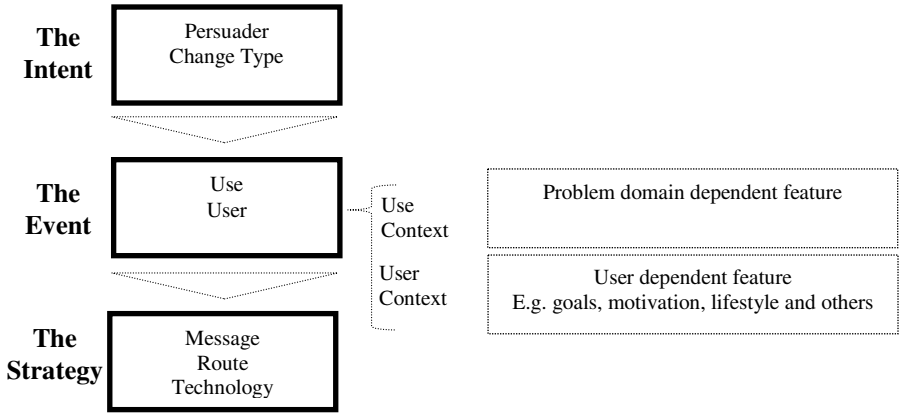 The
Intent
Persuader
Change Type
The
Event
Use
User
Use
Context
User
Context
Problem domain dependent feature
User dependent feature
E.g. goals, motivation, lifestyle and others
The
Strategy
Message
Route
Technology